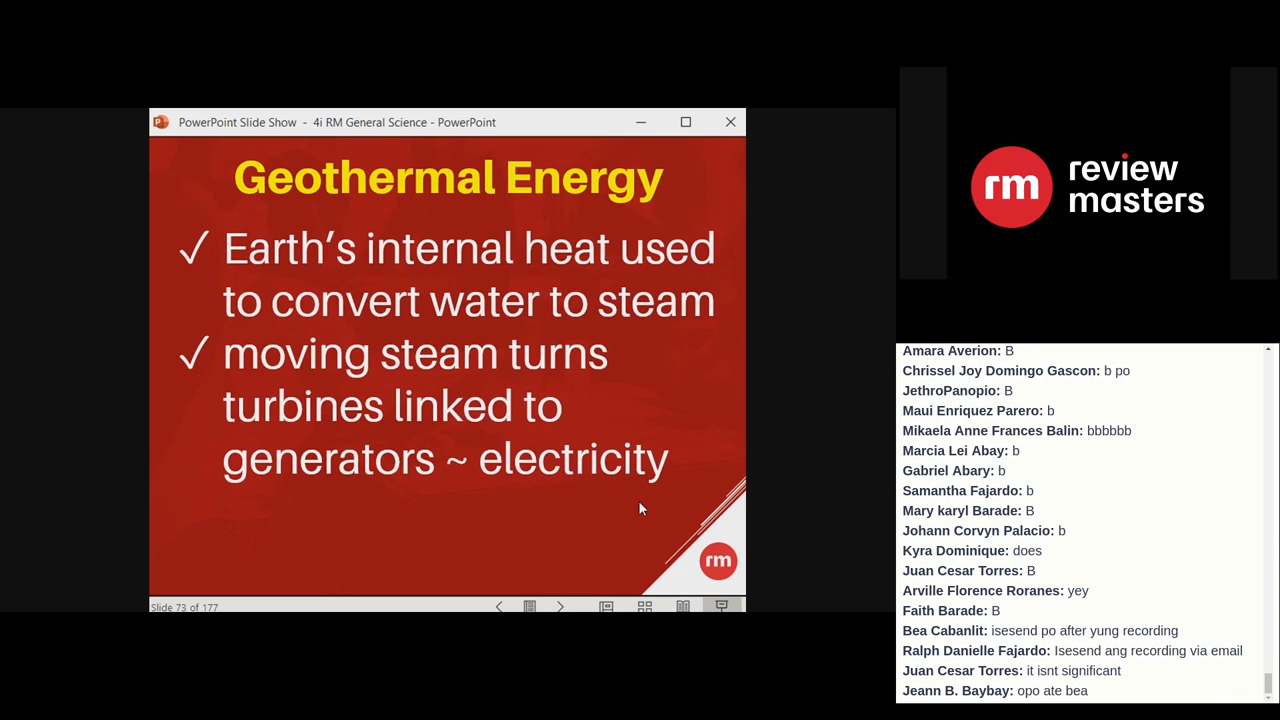 PowerPoint Slide Show - 4i RM General Science - PowerPoint
Geothermal Energy
✓ Earth's internal heat used
to convert water to steam
✓ moving steam turns
turbines linked to
generators ~ electricity
rm
Slide 73 of 177
rm review
masters
Amara Averion: B
Chrissel Joy Domingo Gascon: b po
JethroPanopio: B
Maui Enriquez Parero: b
Mikaela Anne Frances Balin: bbbbbb
Marcia Lei Abay: b
Gabriel Abary: b
Samantha Fajardo: b
Mary karyl Barade: B
Johann Corvyn Palacio: b
Kyra Dominique: does
Juan Cesar Torres: B
Arville Florence Roranes: yey
Faith Barade: B
Bea Cabanlit: isesend po after yung recording
Ralph Danielle Fajardo: Isesend ang recording via email
Juan Cesar Torres: it isnt significant
Jeann B. Baybay: opo ate bea